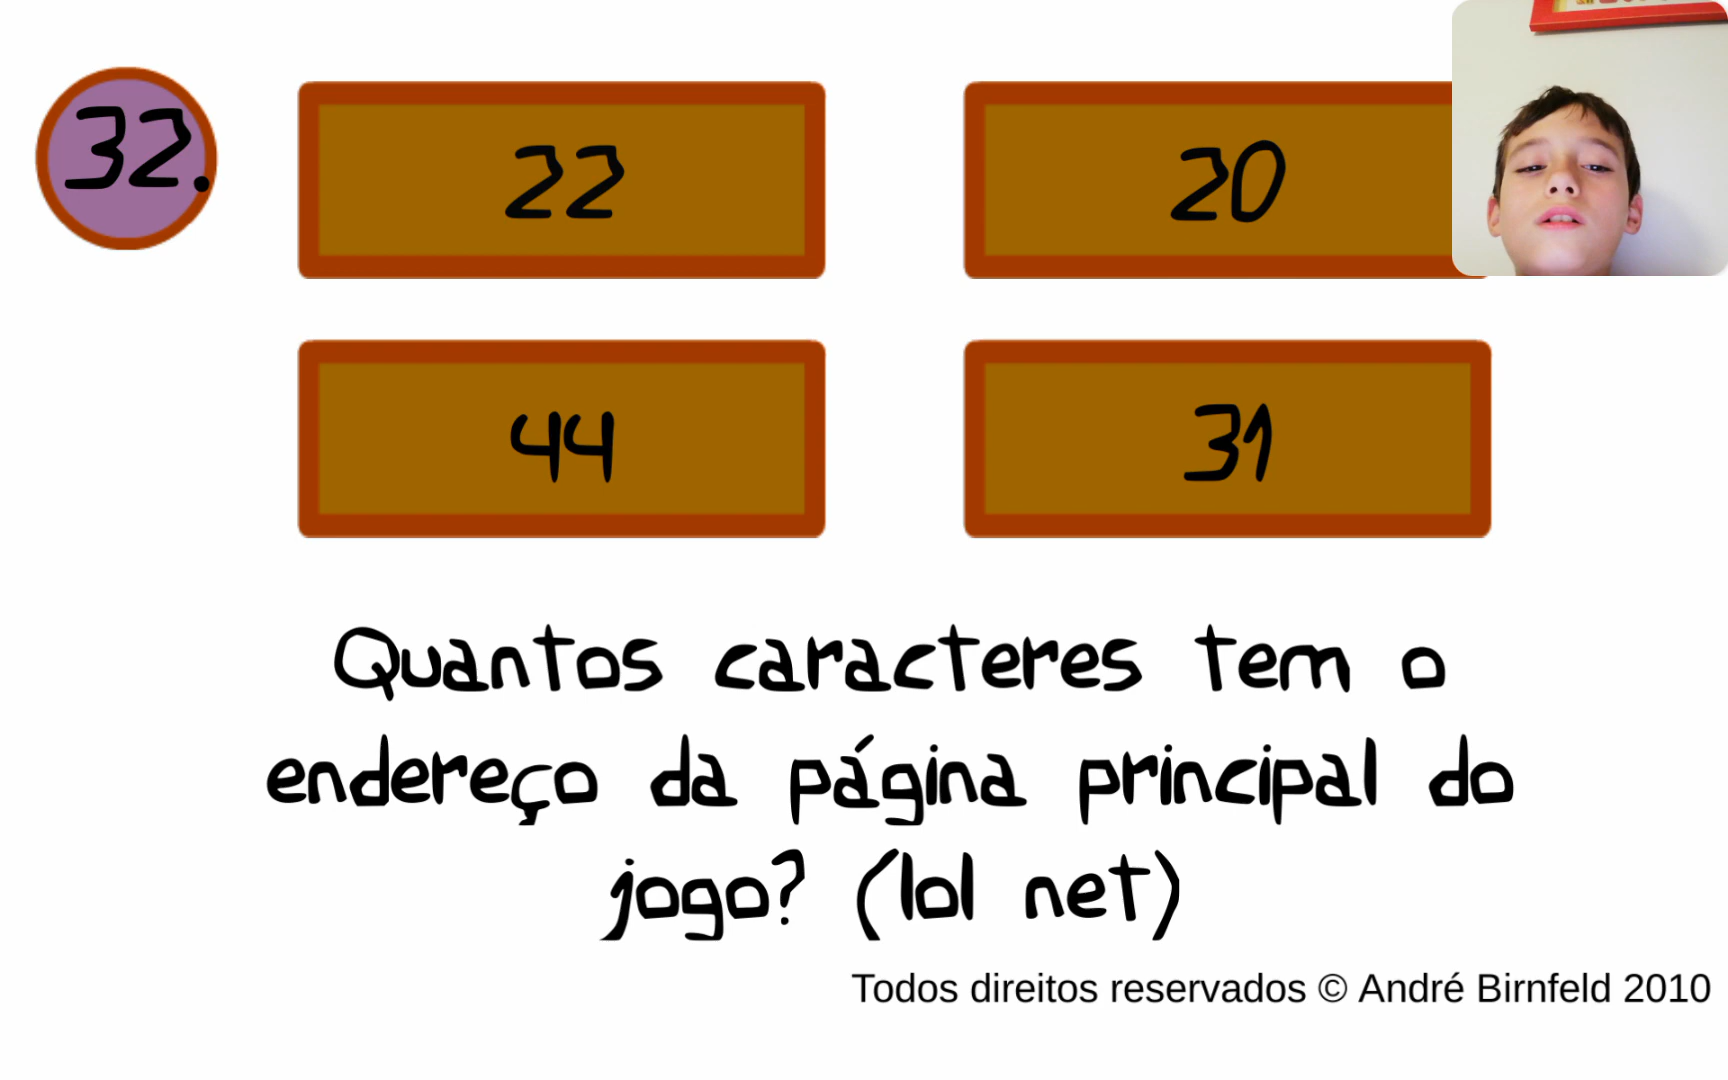 32.
22
20
44
31
Quantos caracteres tem o
endereço da página principal do
jogo? (lol net)
Todos direitos reservados © André Birnfeld 2010